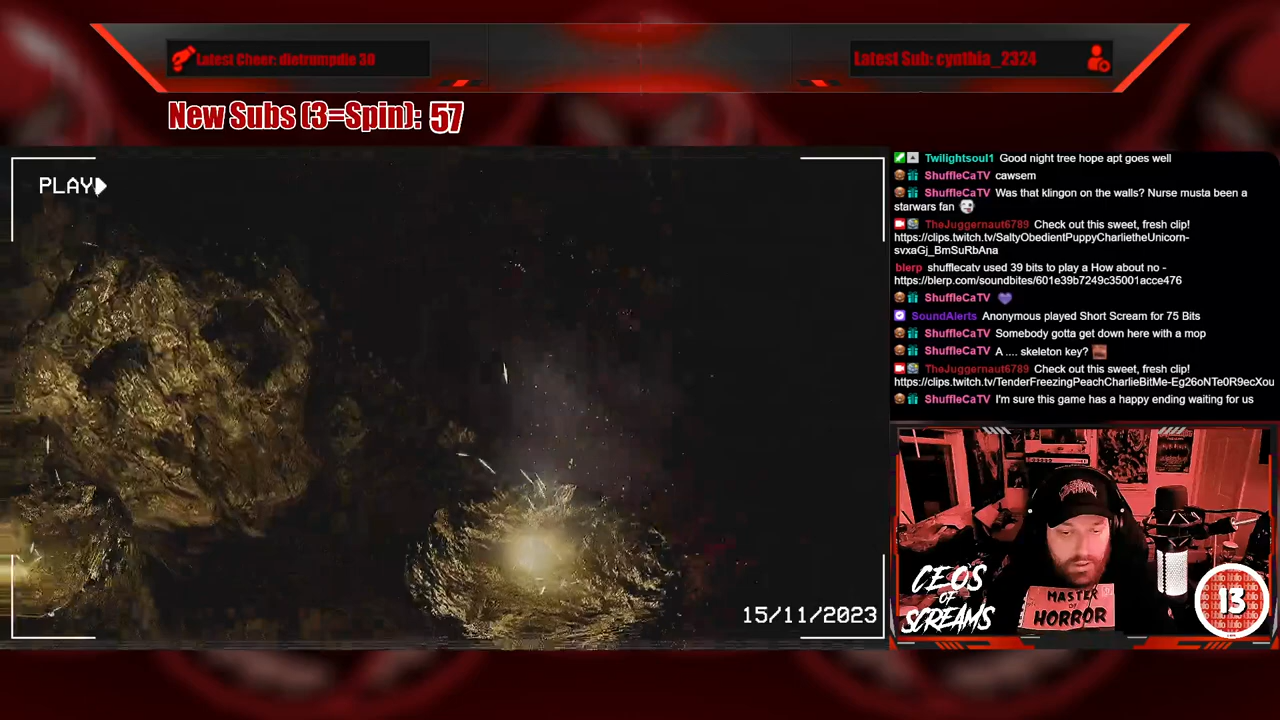 Latest Cheer: dietrumpdie 30
Latest Sub: cynthia_2324
New Subs (3=Spin): 57
PLAY
15/11/2023
Twilightsoul1 Good night tree hope apt goes well
ShuffleCaTV cawsem
ShuffleCaTV Was that klingon on the walls? Nurse musta been a
starwars fan
TheJuggernaut6789 Check out this sweet, fresh clip!
https://clips.twitch.tv/SaltyObedientPuppyCharlietheUnicorn-
svxaGj_BmSuRbAna
blerp shufflecatv used 39 bits to play a How about no -
https://blerp.com/soundbites/601e39b7249c35001acce476
ShuffleCaTV
SoundAlerts Anonymous played Short Scream for 75 Bits
ShuffleCaTV Somebody gotta get down here with a mop
ShuffleCaTV A .... skeleton key?
TheJuggernaut6789 Check out this sweet, fresh clip!
https://clips.twitch.tv/TenderFreezingPeachCharlieBitMe-Eg26oNTe0R9ecXou
ShuffleCaTV I'm sure this game has a happy ending waiting for us
CEOS
OF
SCREAMS
MASTER
OF
HORROR
13